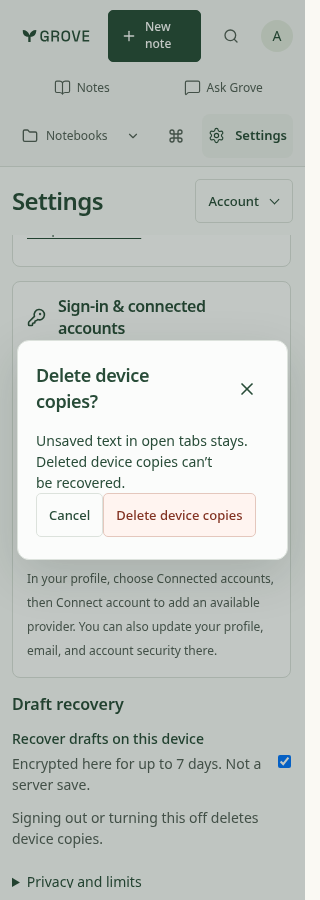 GROVE
New
note
A
Notes
Ask Grove
Notebooks
Settings
Settings
Account
Sign-in & connected
accounts
Delete device
copies?
Unsaved text in open tabs stays.
Deleted device copies can’t
be recovered.
Cancel
Delete device copies
In your profile, choose Connected accounts,
then Connect account to add an available
provider. You can also update your profile,
email, and account security there.
Draft recovery
Recover drafts on this device
Encrypted here for up to 7 days. Not a
server save.
Signing out or turning this off deletes
device copies.
Privacy and limits